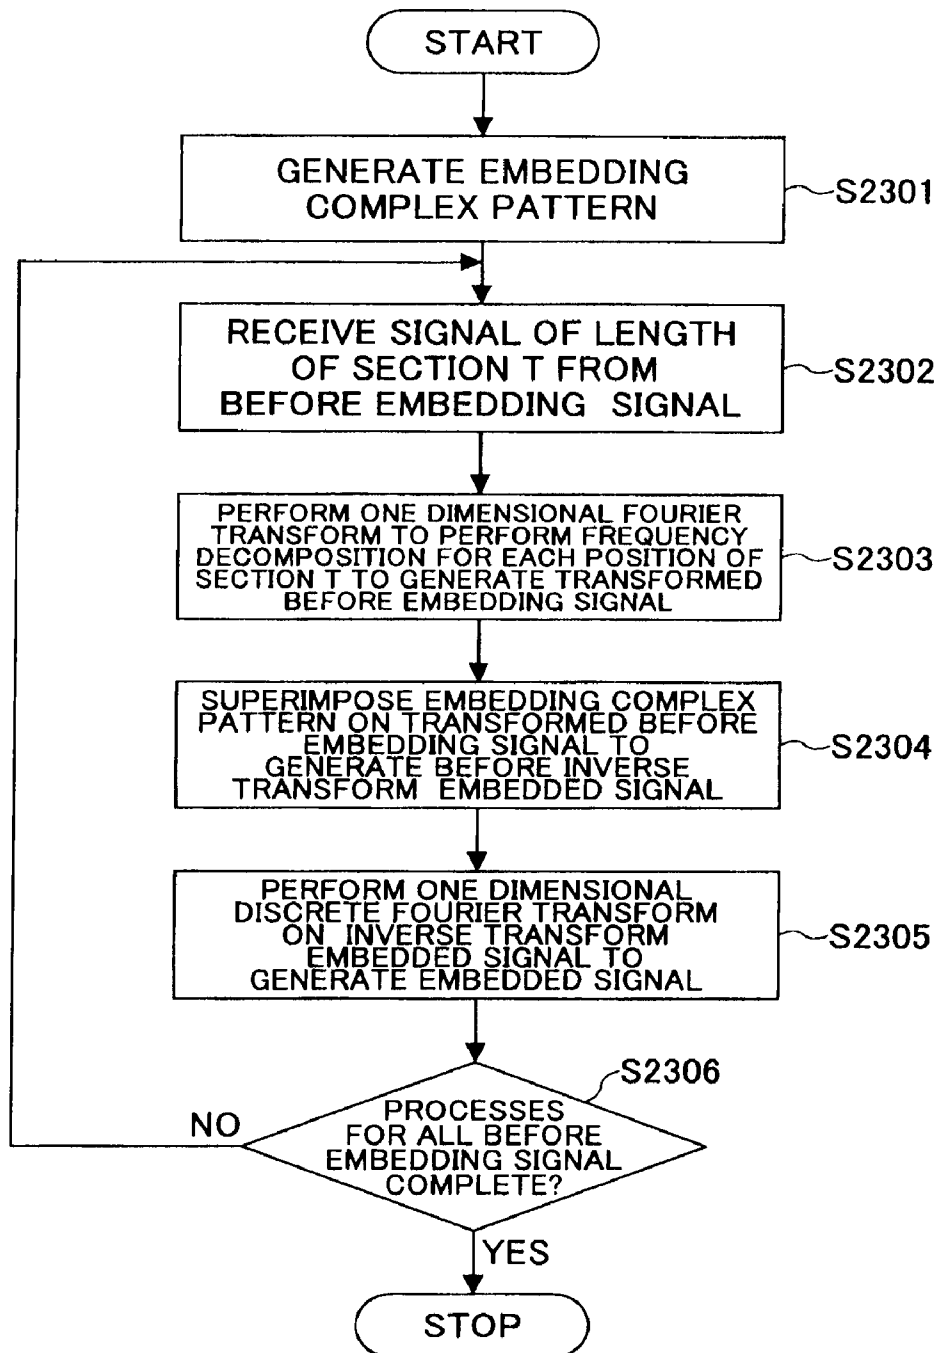 START
GENERATE EMBEDDING
COMPLEX PATTERN
S2301
RECEIVE SIGNAL OF LENGTH
OF SECTION T FROM
BEFORE EMBEDDING SIGNAL
S2302
PERFORM ONE DIMENSIONAL FOURIER
TRANSFORM TO PERFORM FREQUENCY
DECOMPOSITION FOR EACH POSITION OF
SECTION T TO GENERATE TRANSFORMED
BEFORE EMBEDDING SIGNAL
S2303
SUPERIMPOSE EMBEDDING COMPLEX
PATTERN ON TRANSFORMED BEFORE
EMBEDDING SIGNAL TO
GENERATE BEFORE INVERSE
TRANSFORM EMBEDDED SIGNAL
S2304
PERFORM ONE DIMENSIONAL
DISCRETE FOURIER TRANSFORM
ON INVERSE TRANSFORM
EMBEDDED SIGNAL TO
GENERATE EMBEDDED SIGNAL
S2305
S2306
PROCESSES
FOR ALL BEFORE
EMBEDDING SIGNAL
COMPLETE?
NO
YES
STOP